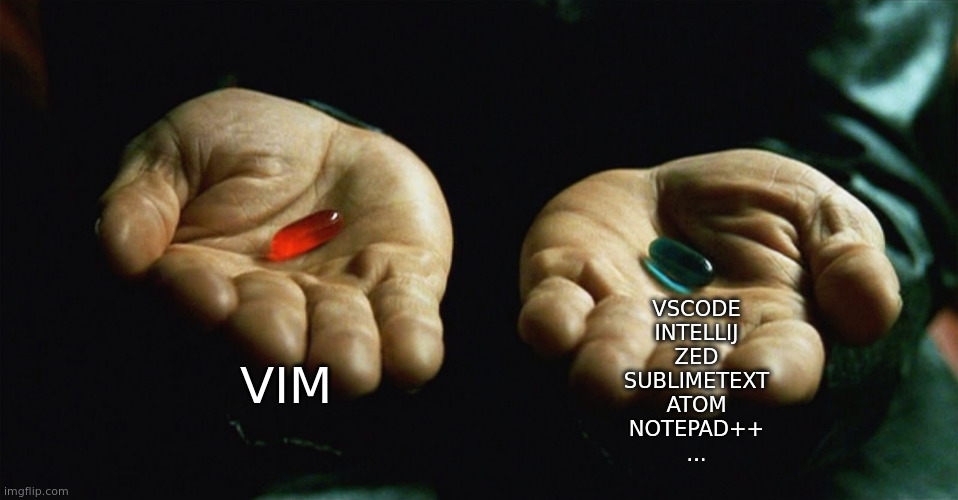 VIM
VSCODE
INTELLIJ
ZED
SUBLIMETEXT
ATOM
NOTEPAD++
...
imgflip.com